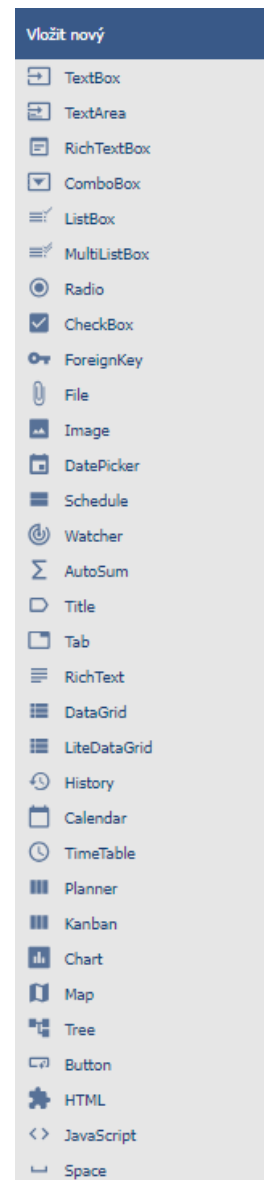 Vložit nový
TextBox
TextArea
RichTextBox
ComboBox
ListBox
MultiListBox
Radio
CheckBox
ForeignKey
File
Image
DatePicker
Schedule
Watcher
AutoSum
Title
Tab
RichText
DataGrid
LiteDataGrid
History
Calendar
TimeTable
Planner
Kanban
Chart
Map
Tree
Button
HTML
JavaScript
Space